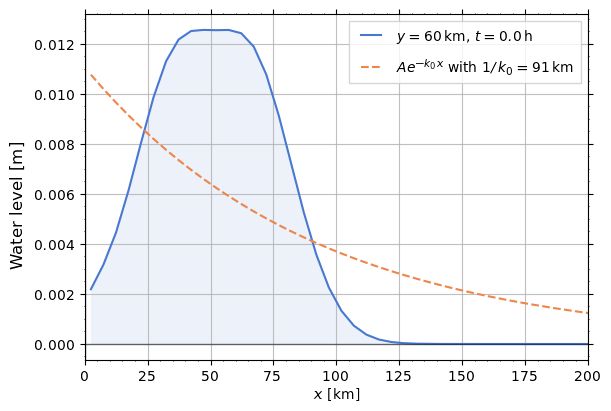 0.012
0.010
0.008
0.006
0.004
0.002
0.000
Water level [m]
y = 60 km, t = 0.0 h
Ae^{-k_0 x} with 1/k_0 = 91 km
0 25 50 75 100 125 150 175 200
x [km]